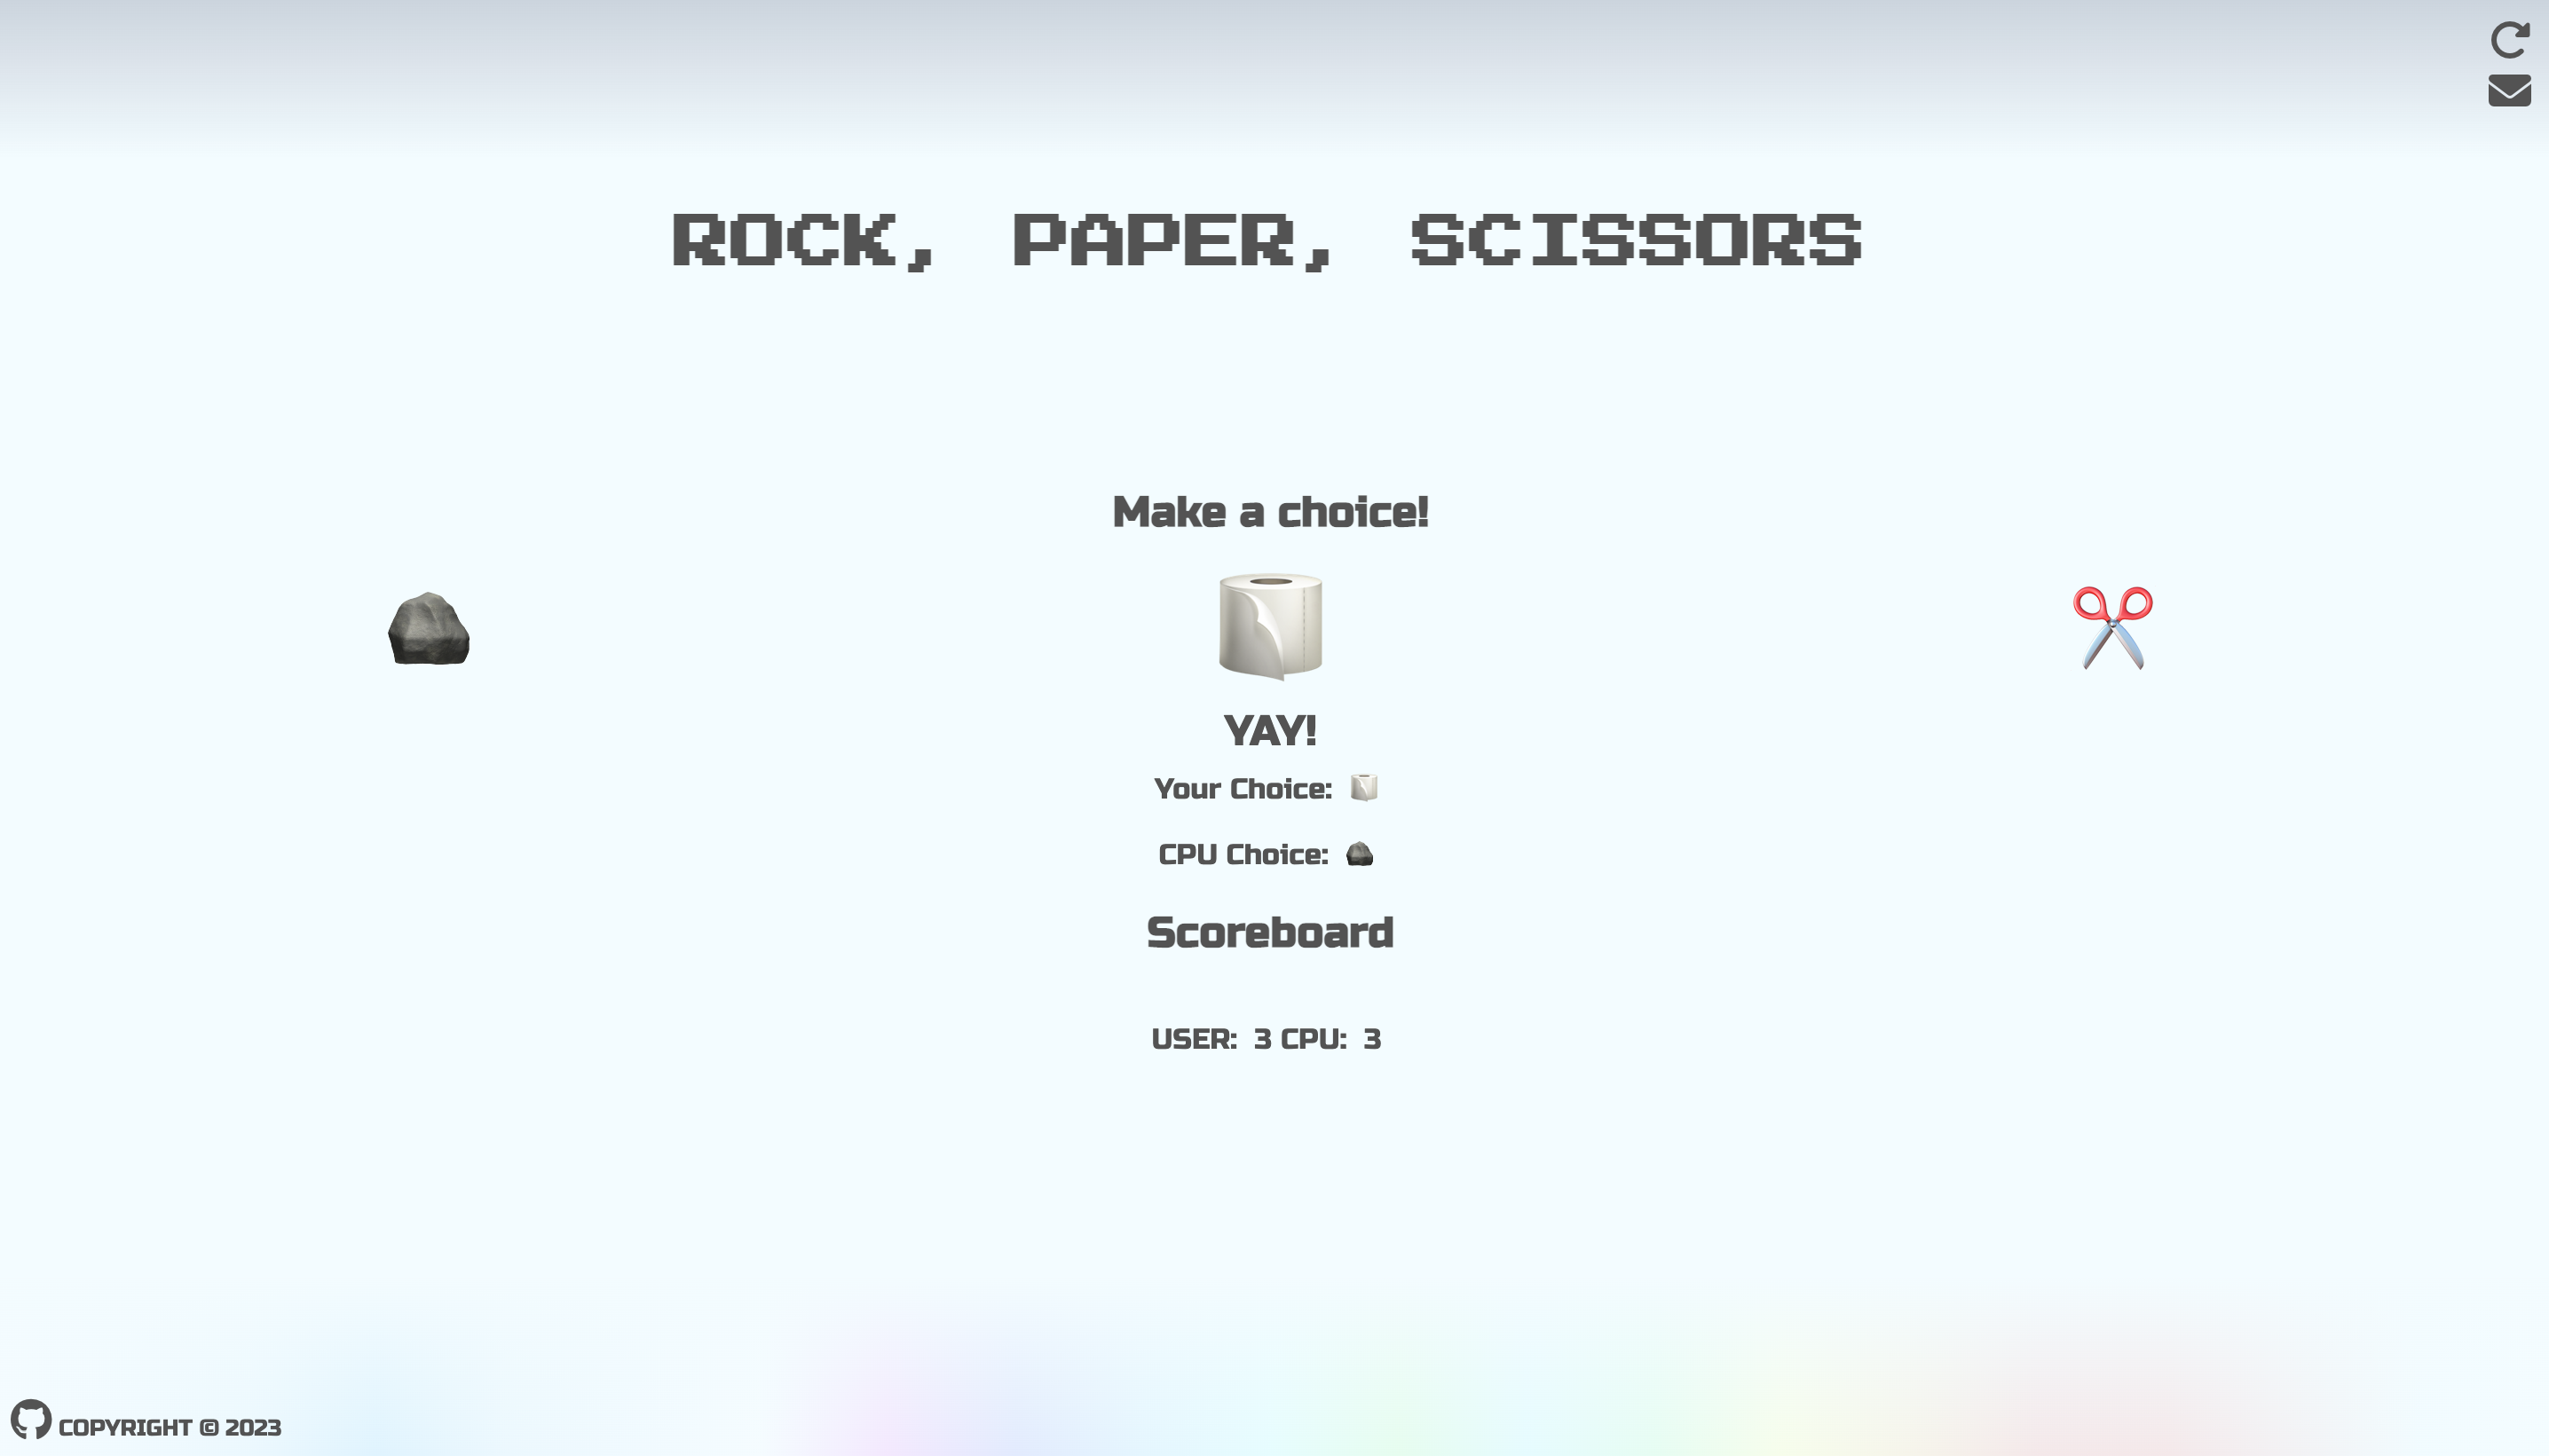 ROCK, PAPER, SCISSORS
Make a choice!
YAY!
Your Choice:
CPU Choice:
Scoreboard
USER: 3 CPU: 3
COPYRIGHT © 2023